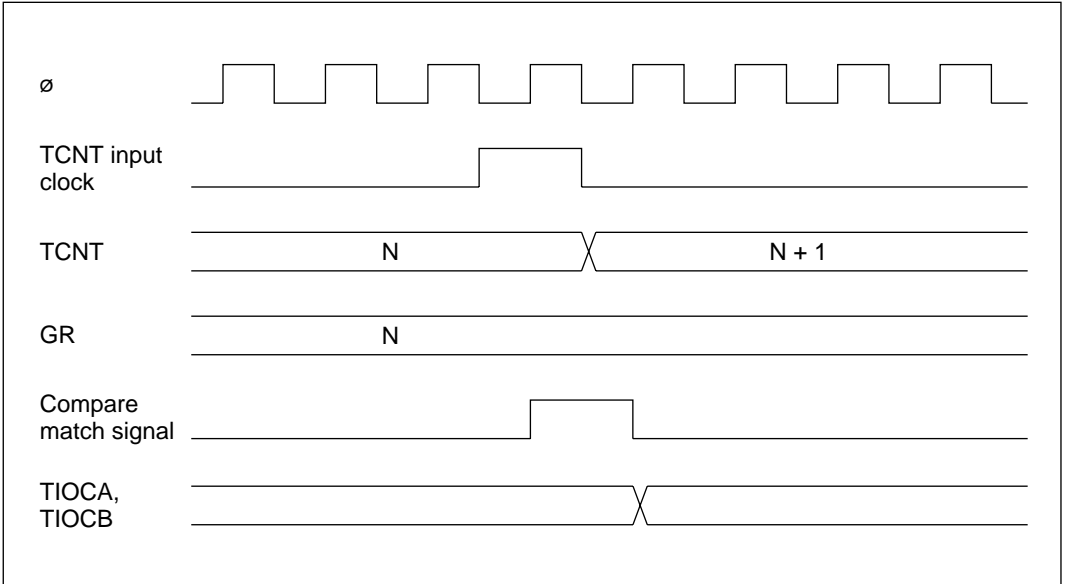 ø
TCNT input
clock
TCNT
N
N + 1
GR
N
Compare
match signal
TIOCA,
TIOCB